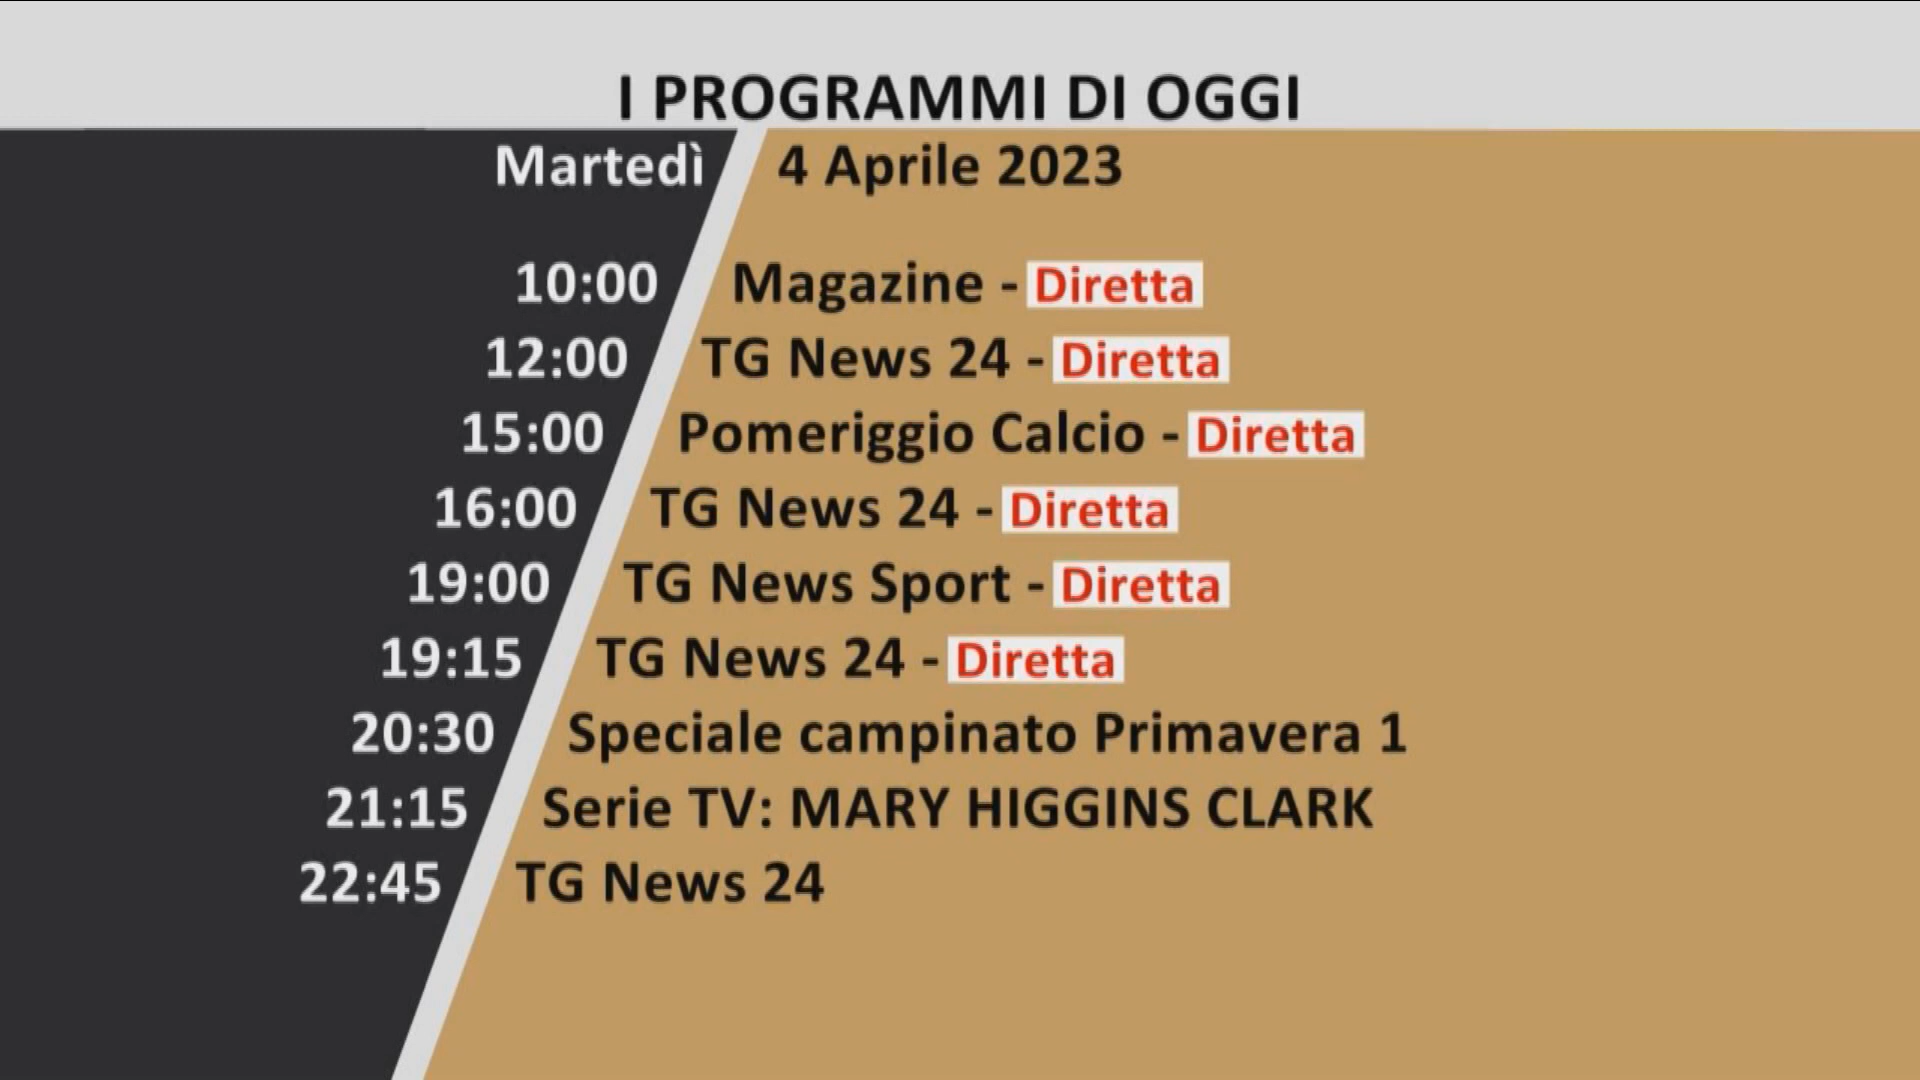 I PROGRAMMI DI OGGI
Martedì 4 Aprile 2023
10:00 Magazine - Diretta
12:00 TG News 24 - Diretta
15:00 Pomeriggio Calcio - Diretta
16:00 TG News 24 - Diretta
19:00 TG News Sport - Diretta
19:15 TG News 24 - Diretta
20:30 Speciale campinato Primavera 1
21:15 Serie TV: MARY HIGGINS CLARK
22:45 TG News 24